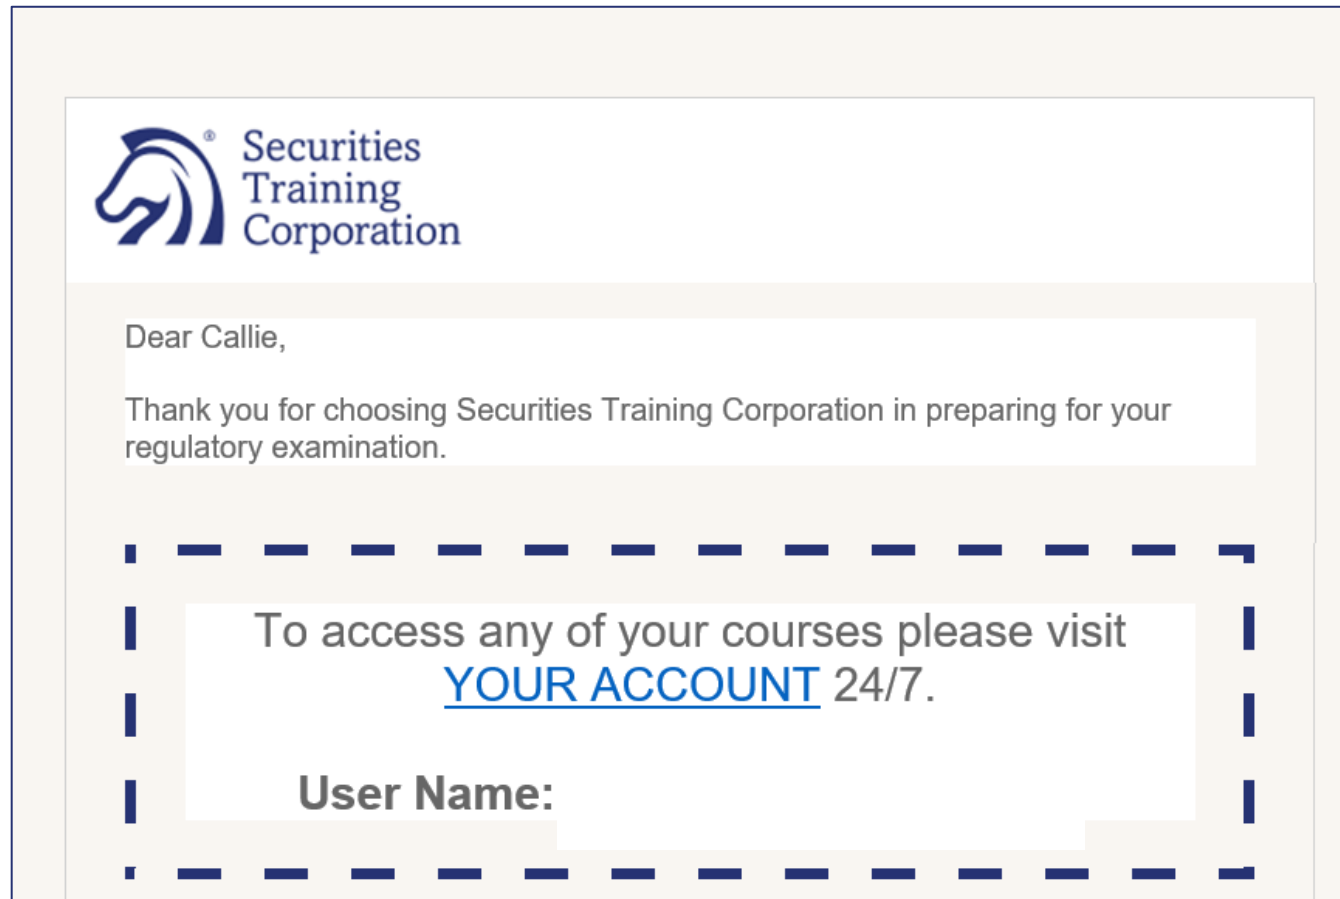 Securities
Training
Corporation
®
Dear Callie,
Thank you for choosing Securities Training Corporation in preparing for your
regulatory examination.
To access any of your courses please visit
YOUR ACCOUNT 24/7.
User Name: